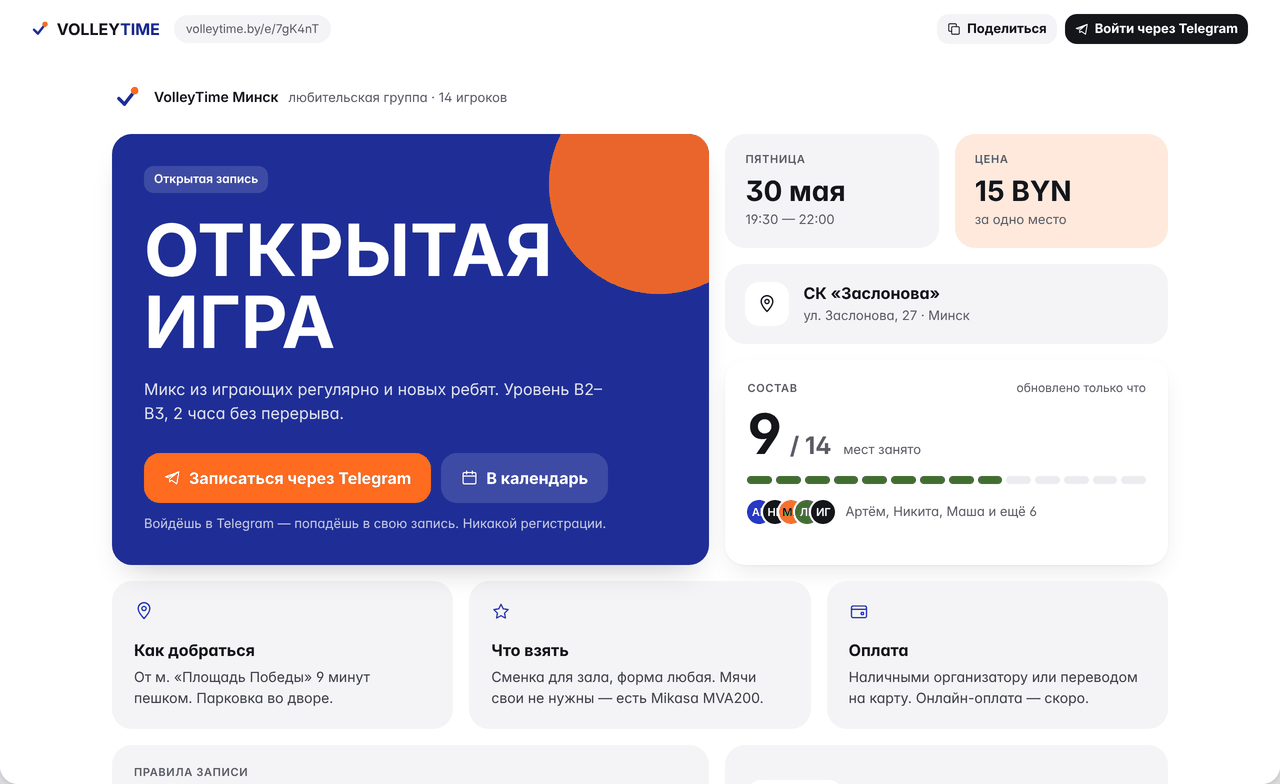 VOLLEYTIME
volleytime.by/e/7gK4nT
Поделиться
Войти через Telegram
VolleyTime Минск любительская группа · 14 игроков
Открытая запись
ОТКРЫТАЯ
ИГРА
Микс из играющих регулярно и новых ребят. Уровень B2–
B3, 2 часа без перерыва.
Записаться через Telegram
В календарь
Войдёшь в Telegram — попадёшь в свою запись. Никакой регистрации.
ПЯТНИЦА
30 мая
19:30 — 22:00
ЦЕНА
15 BYN
за одно место
СК «Заслонова»
ул. Заслонова, 27 · Минск
СОСТАВ
обновлено только что
9 / 14 мест занято
А Н М Л ИГ
Артём, Никита, Маша и ещё 6
Как добраться
От м. «Площадь Победы» 9 минут
пешком. Парковка во дворе.
Что взять
Сменка для зала, форма любая. Мячи
свои не нужны — есть Mikasa MVA200.
Оплата
Наличными организатору или переводом
на карту. Онлайн-оплата — скоро.
ПРАВИЛА ЗАПИСИ